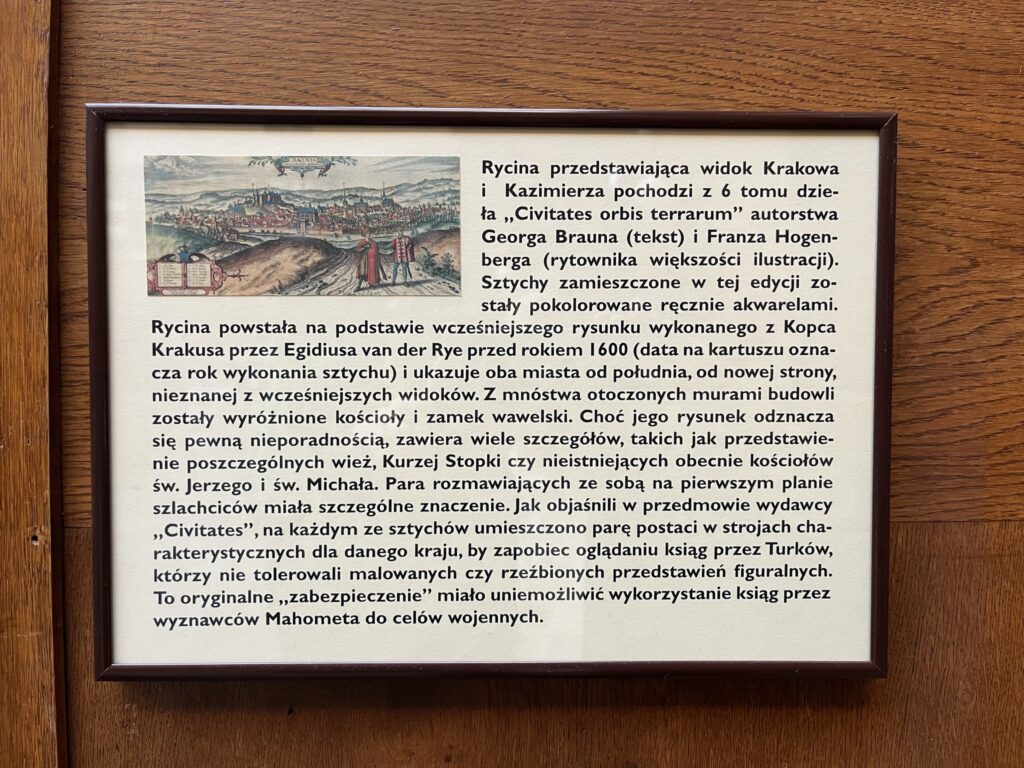 Rycina przedstawiająca widok Krakowa
i Kazimierza pochodzi z 6 tomu dzie-
ła „Civitates orbis terrarum” autorstwa
Georga Brauna (tekst) i Franza Hogen-
berga (rytownika większości ilustracji).
Sztychy zamieszczone w tej edycji zo-
stały pokolorowane ręcznie akwarelami.
Rycina powstała na podstawie wcześniejszego rysunku wykonanego z Kopca
Krakusa przez Egidiusa van der Rye przed rokiem 1600 (data na kartuszu ozna-
cza rok wykonania sztychu) i ukazuje oba miasta od południa, od nowej strony,
nieznanej z wcześniejszych widoków. Z mnóstwa otoczonych murami budowli
zostały wyróżnione kościoły i zamek wawelski. Choć jego rysunek odznacza
się pewną nieporadnością, zawiera wiele szczegółów, takich jak przedstawie-
nie poszczególnych wież, Kurzej Stopki czy nieistniejących obecnie kościołów
św. Jerzego i św. Michała. Para rozmawiających ze sobą na pierwszym planie
szlachciców miała szczególne znaczenie. Jak objaśnili w przedmowie wydawcy
„Civitates”, na każdym ze sztychów umieszczono parę postaci w strojach cha-
rakterystycznych dla danego kraju, by zapobiec oglądaniu ksiąg przez Turków,
którzy nie tolerowali malowanych czy rzeźbionych przedstawień figuralnych.
To oryginalne „zabezpieczenie” miało uniemożliwić wykorzystanie ksiąg przez
wyznawców Mahometa do celów wojennych.